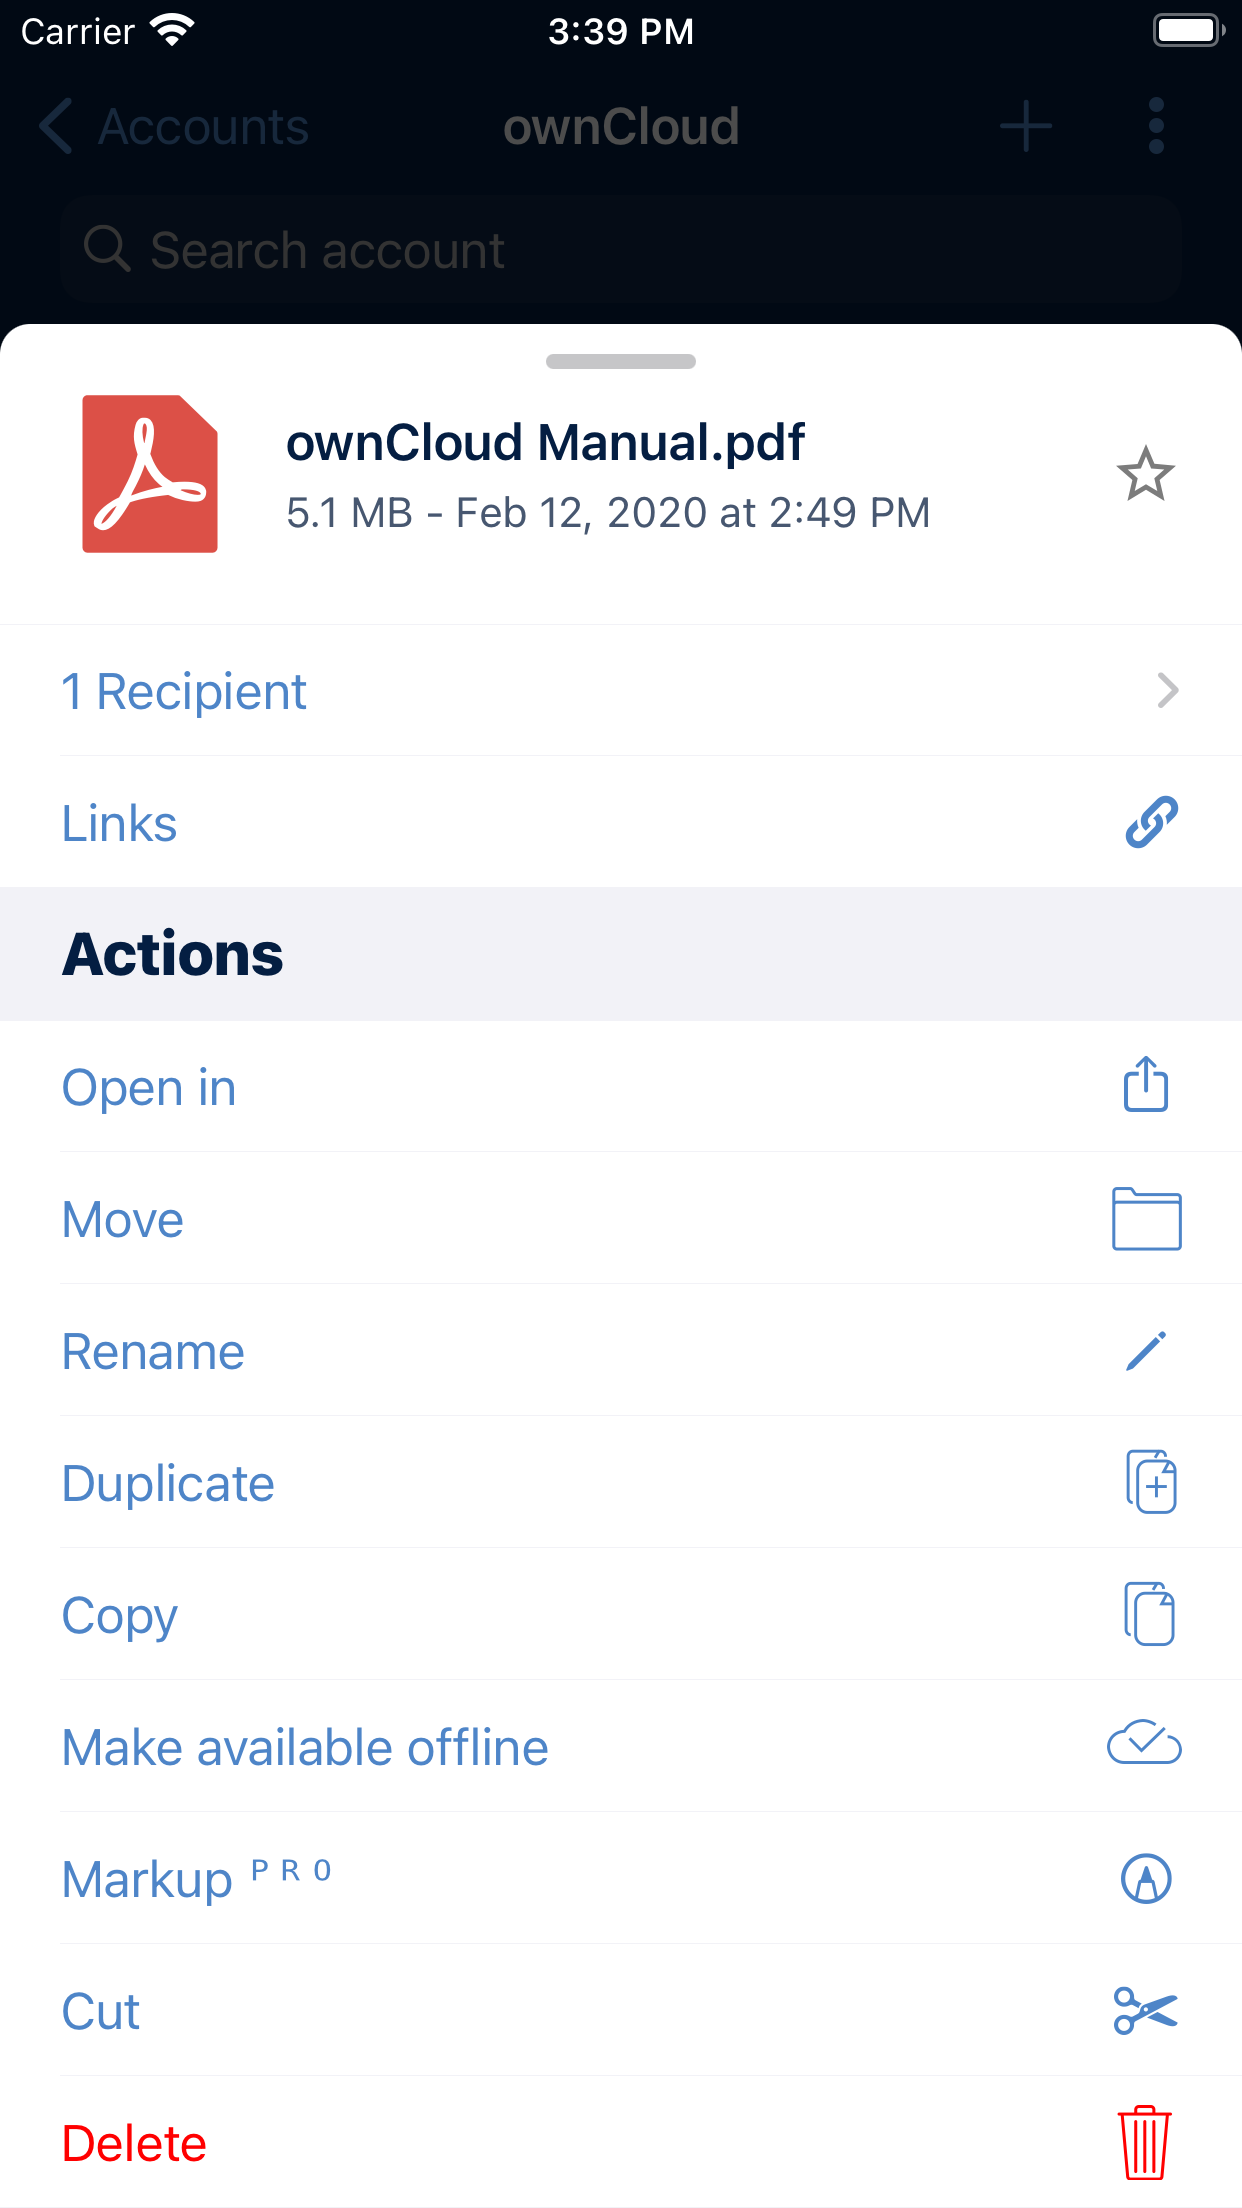 Carrier 3:39 PM
Accounts ownCloud
Search account
ownCloud Manual.pdf
5.1 MB - Feb 12, 2020 at 2:49 PM
1 Recipient
Links
Actions
Open in
Move
Rename
Duplicate
Copy
Make available offline
Markup PRO
Cut
Delete